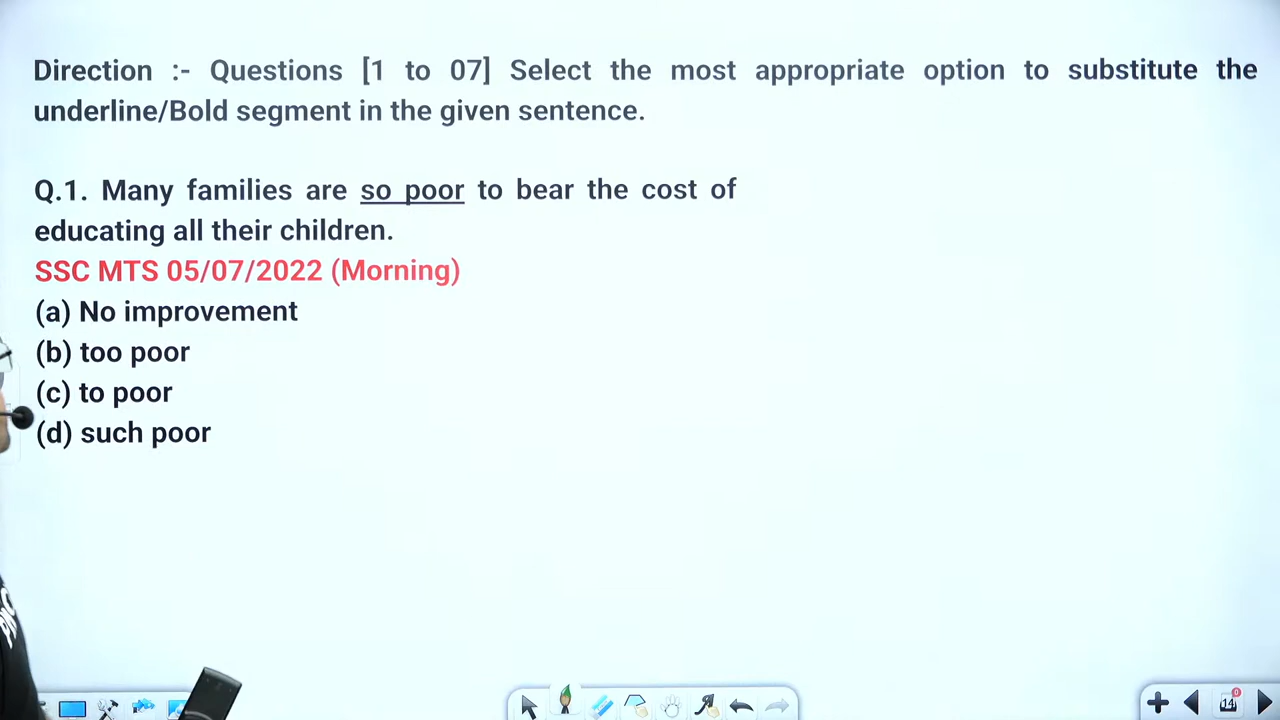 Direction :- Questions [1 to 07] Select the most appropriate option to substitute the
underline/Bold segment in the given sentence.
Q.1. Many families are so poor to bear the cost of
educating all their children.
SSC MTS 05/07/2022 (Morning)
(a) No improvement
(b) too poor
(c) to poor
(d) such poor
14
0